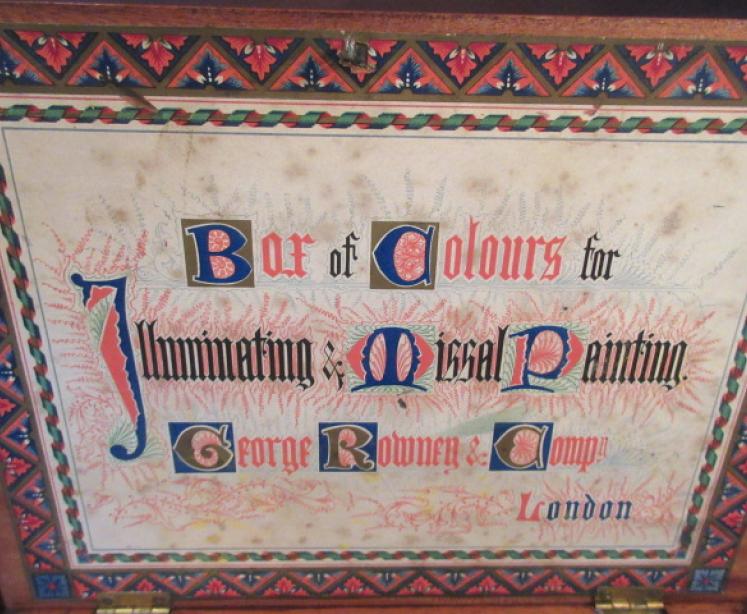 Box of Colours for
Illuminating & Missal Painting.
George Rowney & Compy
London